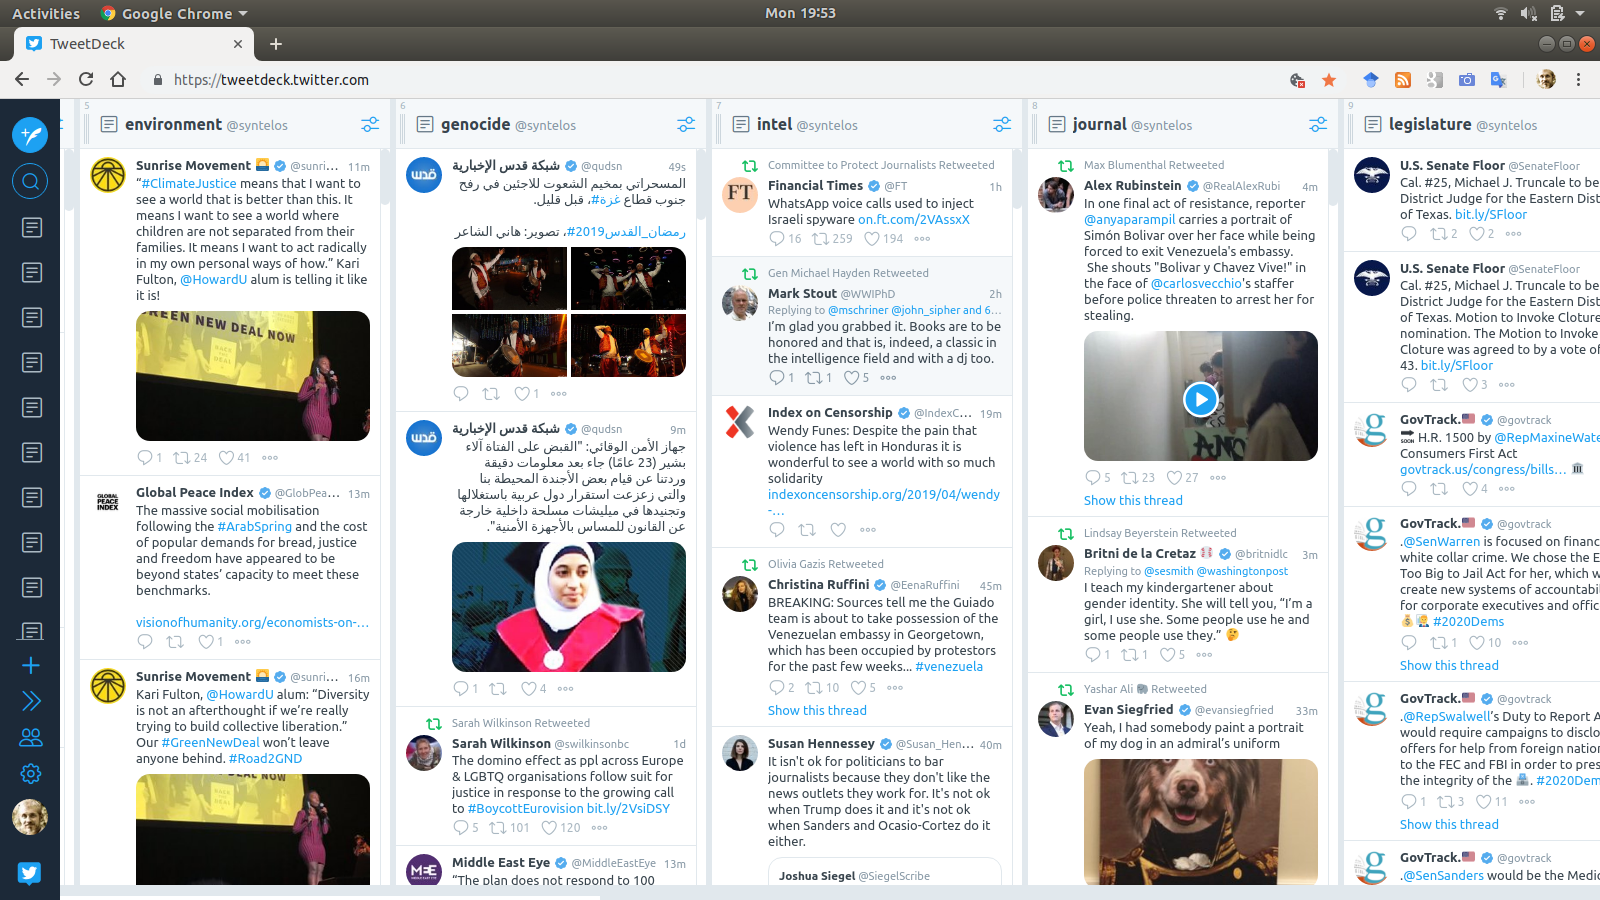 Activities
Google Chrome
Mon 19:53
TweetDeck
https://tweetdeck.twitter.com
5
environment @syntelos
Sunrise Movement @sunri... 11m
“#ClimateJustice means that I want to
see a world that is better than this. It
means I want to see a world where
children are not separated from their
families. It means I want to act radically
in my own personal ways of how.” Kari
Fulton, @HowardU alum is telling it like
it is!
GREEN NEW DEAL NOW
1 24 41
GLOBAL
PEACE
INDEX
Global Peace Index @GlobPea... 13m
The massive social mobilisation
following the #ArabSpring and the cost
of popular demands for bread, justice
and freedom have appeared to be
beyond states’ capacity to meet these
benchmarks.
visionofhumanity.org/economists-on-...
1
Sunrise Movement @sunri... 16m
Kari Fulton, @HowardU alum: “Diversity
is not an afterthought if we’re really
trying to build collective liberation.”
Our #GreenNewDeal won’t leave
anyone behind. #Road2GND
NEW DEAL NOW
6
genocide @syntelos
شبكة قدس الإخبارية @qudsn 49s
المسحراتي بمخيم الشعوت للاجئين في رفح
جنوب قطاع غزة#، قبل قليل.
رمضان_القدس2019#، تصوير: هاني الشاعر
1
شبكة قدس الإخبارية @qudsn 9m
جهاز الأمن الوقائي: "القبض على الفتاة آلاء
بشير (23 عامًا) جاء بعد معلومات دقيقة
وردتنا عن قيام بعض الأجندة المحيطة بنا
والتي زعزعت استقرار دول عربية باستغلالها
وتجنيدها في ميليشات مسلحة داخلية خارجة
عن القانون للمساس بالأجهزة الأمنية".
1 4
Sarah Wilkinson Retweeted
Sarah Wilkinson @swilkinsonbc 1d
The domino effect as ppl across Europe
& LGBTQ organisations follow suit for
justice in response to the growing call
to #BoycottEurovision bit.ly/2VsiDSY
5 101 120
MEE
Middle East Eye @MiddleEastEye 13m
“The plan does not respond to 100
7
intel @syntelos
Committee to Protect Journalists Retweeted
FT
Financial Times @FT 1h
WhatsApp voice calls used to inject
Israeli spyware on.ft.com/2VAssxX
16 259 194
Gen Michael Hayden Retweeted
Mark Stout @WWIPhD 2h
Replying to @mschriner @john_sipher and 6...
I’m glad you grabbed it. Books are to be
honored and that is, indeed, a classic in
the intelligence field and with a dj too.
1 1 5
Index on Censorship @IndexC... 19m
Wendy Funes: Despite the pain that
violence has left in Honduras it is
wonderful to see a world with so much
solidarity
indexoncensorship.org/2019/04/wendy
-...
Olivia Gazis Retweeted
Christina Ruffini @EenaRuffini 45m
BREAKING: Sources tell me the Guiado
team is about to take possession of the
Venezuelan embassy in Georgetown,
which has been occupied by protestors
for the past few weeks... #venezuela
2 10 5
Show this thread
Susan Hennessey @Susan_Hen... 40m
It isn't ok for politicians to bar
journalists because they don't like the
news outlets they work for. It's not ok
when Trump does it and it's not ok
when Sanders and Ocasio-Cortez do it
either.
Joshua Siegel @SiegelScribe
8
journal @syntelos
Max Blumenthal Retweeted
Alex Rubinstein @RealAlexRubi 4m
In one final act of resistance, reporter
@anyaparampil carries a portrait of
Simón Bolivar over her face while being
forced to exit Venezuela's embassy.
She shouts "Bolivar y Chavez Vive!" in
the face of @carlosvecchio's staffer
before police threaten to arrest her for
stealing.
5 23 27
Show this thread
Lindsay Beyerstein Retweeted
Britni de la Cretaz @britnidlc 3m
Replying to @sesmith @washingtonpost
I teach my kindergartener about
gender identity. She will tell you, “I’m a
girl, I use she. Some people use he and
some people use they.”
1 1 5
Yashar Ali Retweeted
Evan Siegfried @evansiegfried 33m
Yeah, I had somebody paint a portrait
of my dog in an admiral’s uniform
9
legislature @syntelos
U.S. Senate Floor @SenateFloor
Cal. #25, Michael J. Truncale to be
District Judge for the Eastern Dist
of Texas. bit.ly/SFloor
2 2
U.S. Senate Floor @SenateFloor
Cal. #25, Michael J. Truncale to be
District Judge for the Eastern Dist
of Texas. Motion to Invoke Cloture
nomination. The Motion to Invoke
Cloture was agreed to by a vote of
43. bit.ly/SFloor
3
GovTrack. @govtrack
SOON H.R. 1500 by @RepMaxineWate
Consumers First Act
govtrack.us/congress/bills...
4
GovTrack. @govtrack
.@SenWarren is focused on financ
white collar crime. We chose the E
Too Big to Jail Act for her, which w
create new systems of accountabil
for corporate executives and offic
#2020Dems
1 10
Show this thread
GovTrack. @govtrack
.@RepSwalwell’s Duty to Report A
would require campaigns to disclo
offers for help from foreign nation
to the FEC and FBI in order to pres
the integrity of the . #2020Dem
1 3 11
Show this thread
GovTrack. @govtrack
.@SenSanders would be the Medic